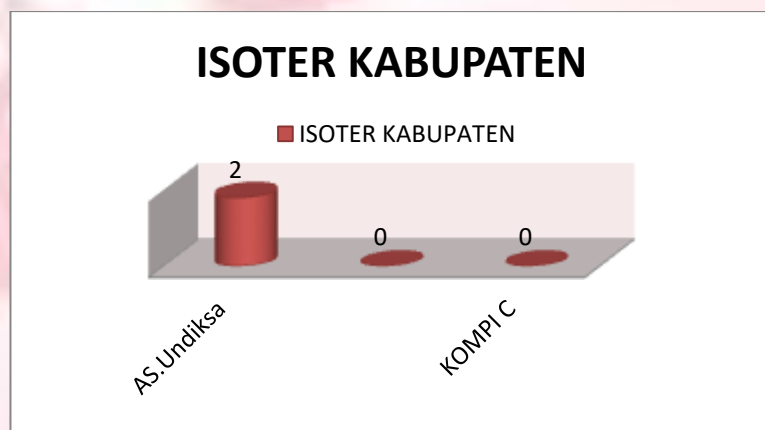 ISOTER KABUPATEN
ISOTER KABUPATEN
2
0
0
AS.Undiksa
KOMPI C